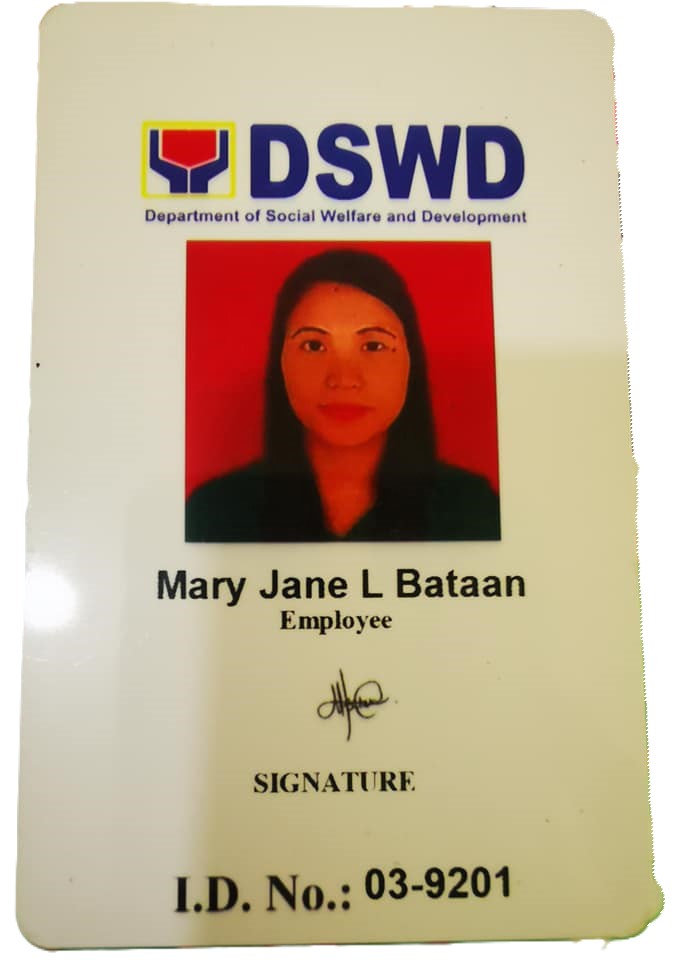 DSWD
Department of Social Welfare and Development
Mary Jane L Bataan
Employee
SIGNATURE
I.D. No.: 03-9201